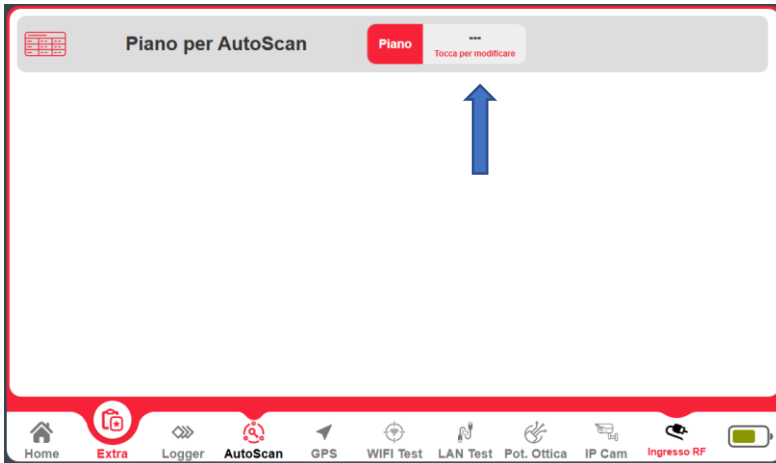 Piano per AutoScan
Piano
---
Tocca per modificare
Home
Extra
Logger
AutoScan
GPS
WIFI Test
LAN Test
Pot. Ottica
IP Cam
Ingresso RF